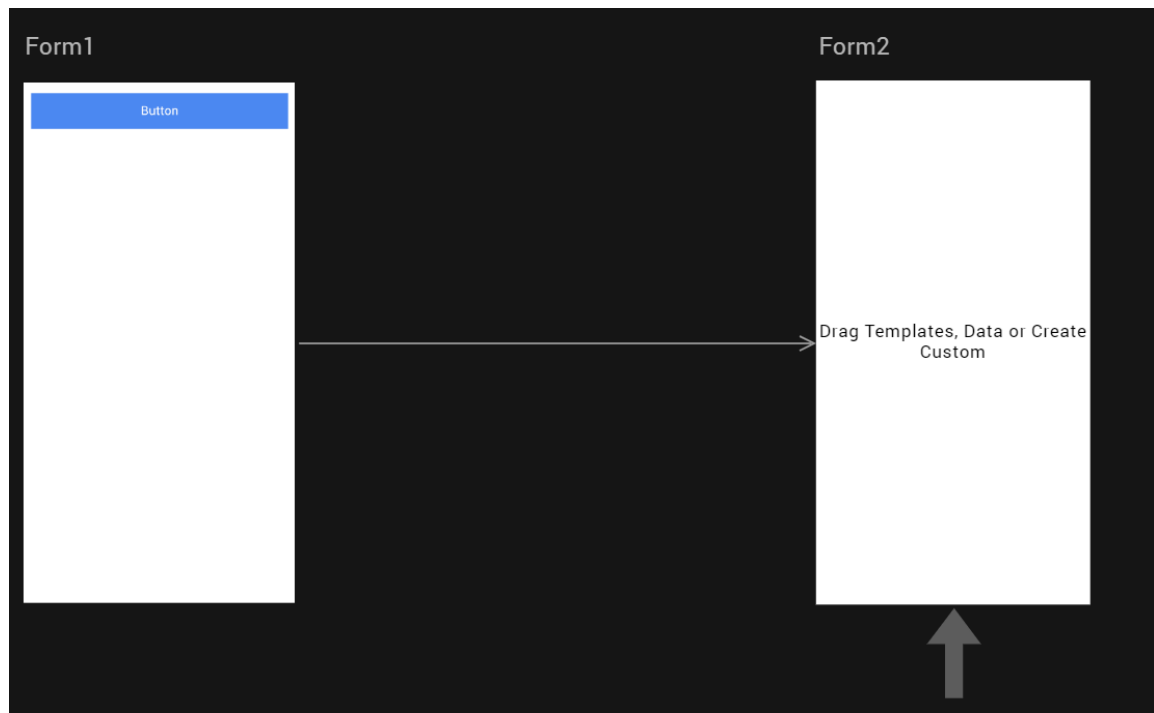 Form1
Form2
Button
Drag Templates, Data or Create
Custom